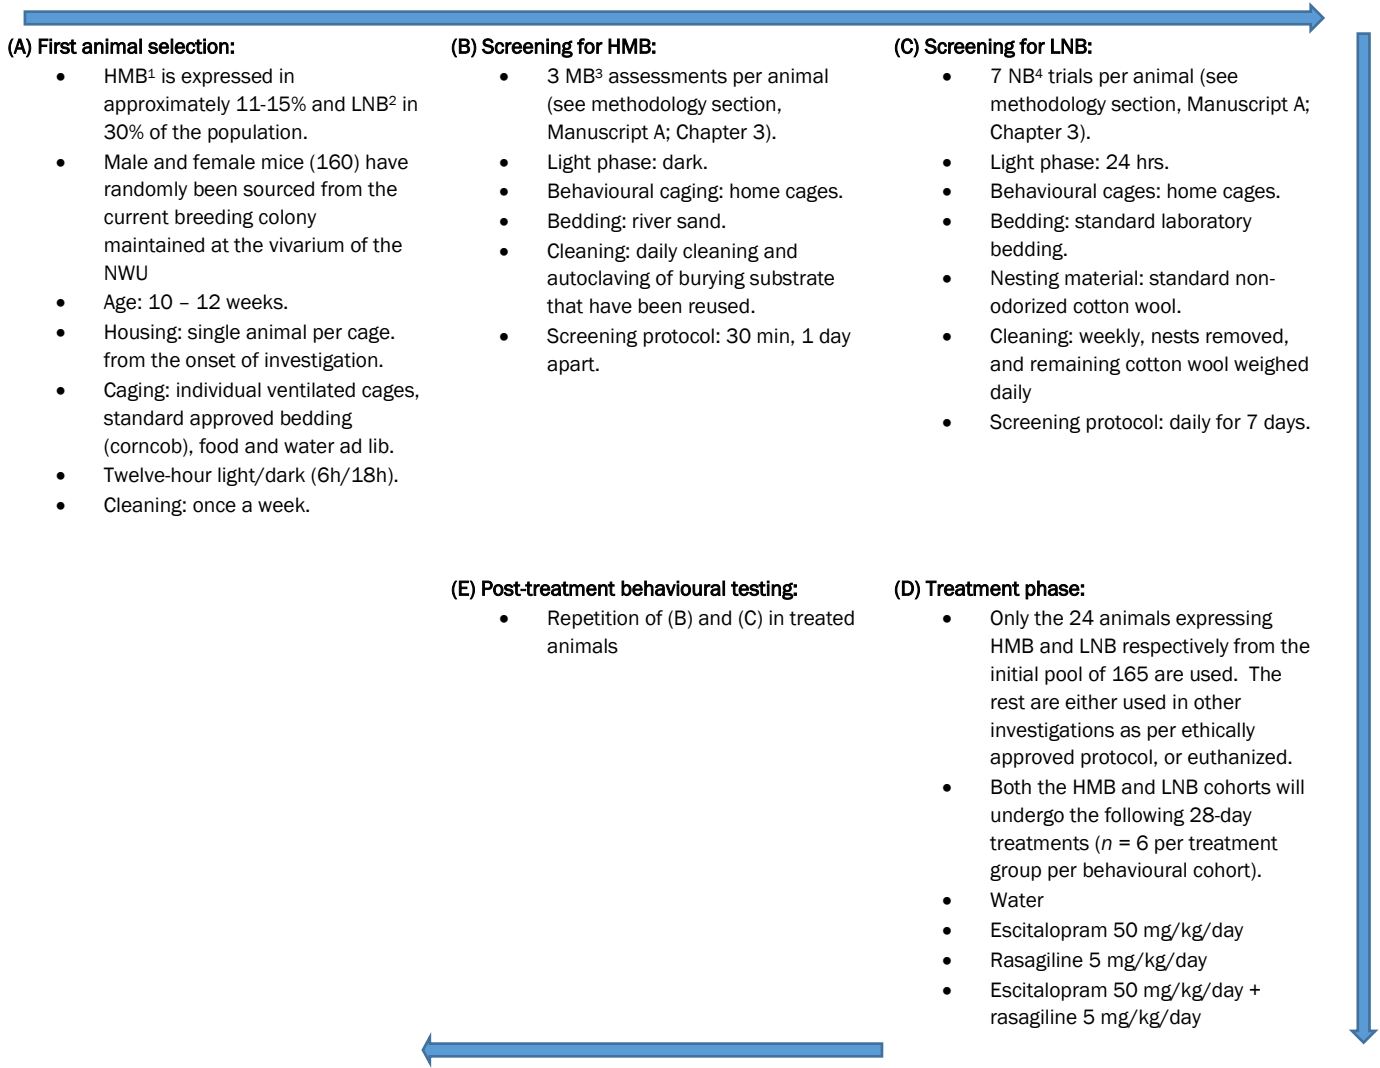 (A) First animal selection:
• HMB¹ is expressed in
approximately 11-15% and LNB² in
30% of the population.
• Male and female mice (160) have
randomly been sourced from the
current breeding colony
maintained at the vivarium of the
NWU
• Age: 10 – 12 weeks.
• Housing: single animal per cage.
from the onset of investigation.
• Caging: individual ventilated cages,
standard approved bedding
(corncob), food and water ad lib.
• Twelve-hour light/dark (6h/18h).
• Cleaning: once a week.
(B) Screening for HMB:
• 3 MB³ assessments per animal
(see methodology section,
Manuscript A; Chapter 3).
• Light phase: dark.
• Behavioural caging: home cages.
• Bedding: river sand.
• Cleaning: daily cleaning and
autoclaving of burying substrate
that have been reused.
• Screening protocol: 30 min, 1 day
apart.
(C) Screening for LNB:
• 7 NB⁴ trials per animal (see
methodology section, Manuscript A;
Chapter 3).
• Light phase: 24 hrs.
• Behavioural cages: home cages.
• Bedding: standard laboratory
bedding.
• Nesting material: standard non-
odorized cotton wool.
• Cleaning: weekly, nests removed,
and remaining cotton wool weighed
daily
• Screening protocol: daily for 7 days.
(D) Treatment phase:
• Only the 24 animals expressing
HMB and LNB respectively from the
initial pool of 165 are used. The
rest are either used in other
investigations as per ethically
approved protocol, or euthanized.
• Both the HMB and LNB cohorts will
undergo the following 28-day
treatments (n = 6 per treatment
group per behavioural cohort).
• Water
• Escitalopram 50 mg/kg/day
• Rasagiline 5 mg/kg/day
• Escitalopram 50 mg/kg/day +
rasagiline 5 mg/kg/day
(E) Post-treatment behavioural testing:
• Repetition of (B) and (C) in treated
animals